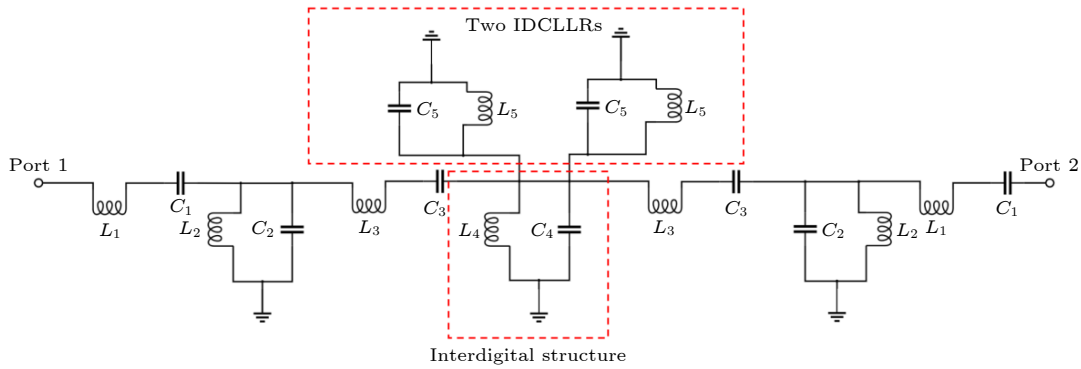 Two IDCLLRs
C5
L5
C5
L5
Port 1
Port 2
L1
C1
L2
C2
L3
C3
L4
C4
L3
C3
C2
L2
L1
C1
Interdigital structure